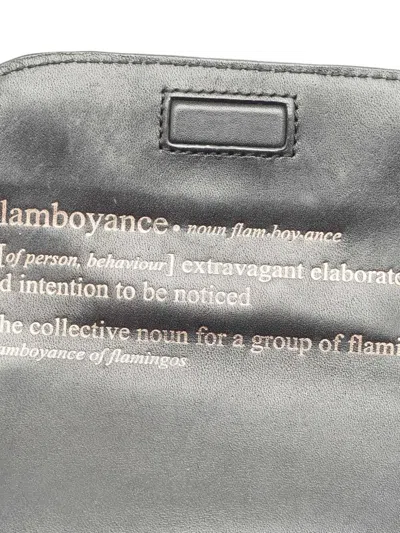 lamboyance• noun flam·boy·ance
[of person, behaviour] extravagant elaborate
d intention to be noticed
he collective noun for a group of flami
amboyance of flamingos